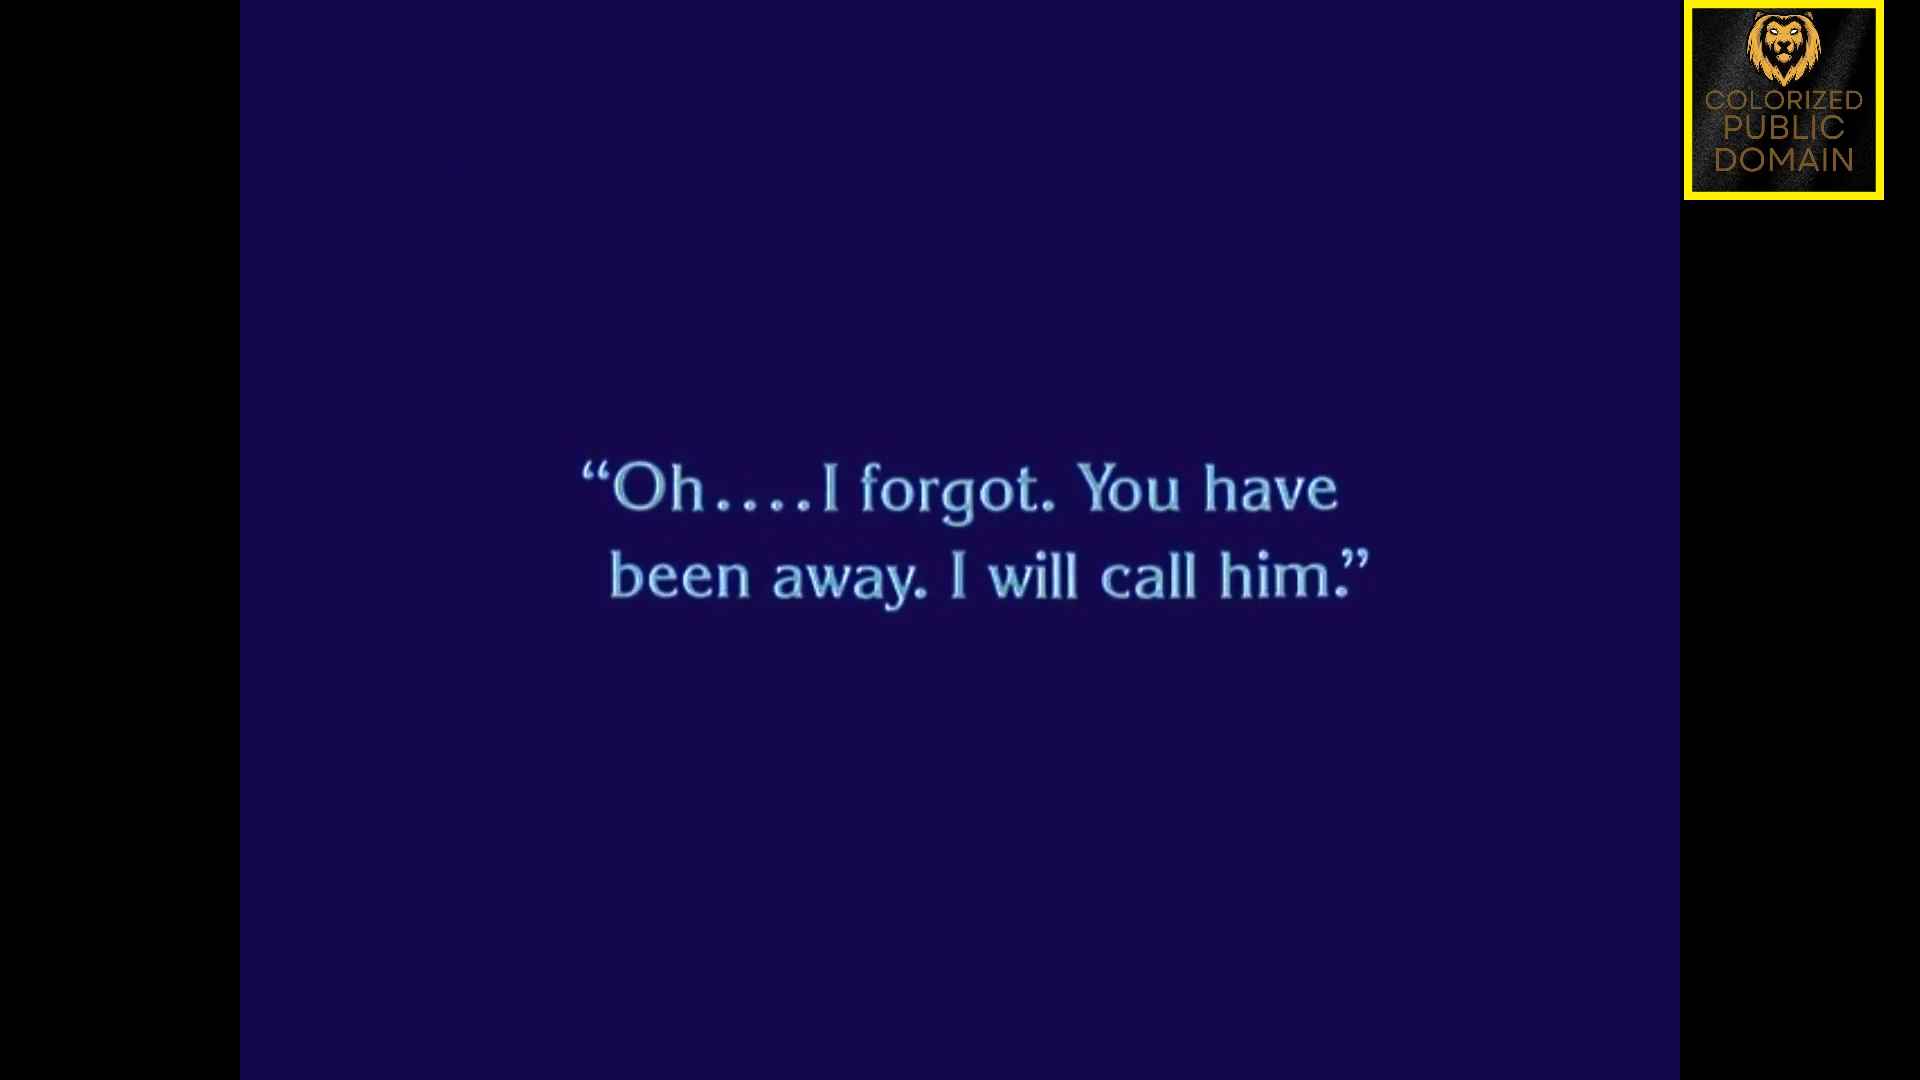 COLORIZED
PUBLIC
DOMAIN
“Oh....I forgot. You have
been away. I will call him.”